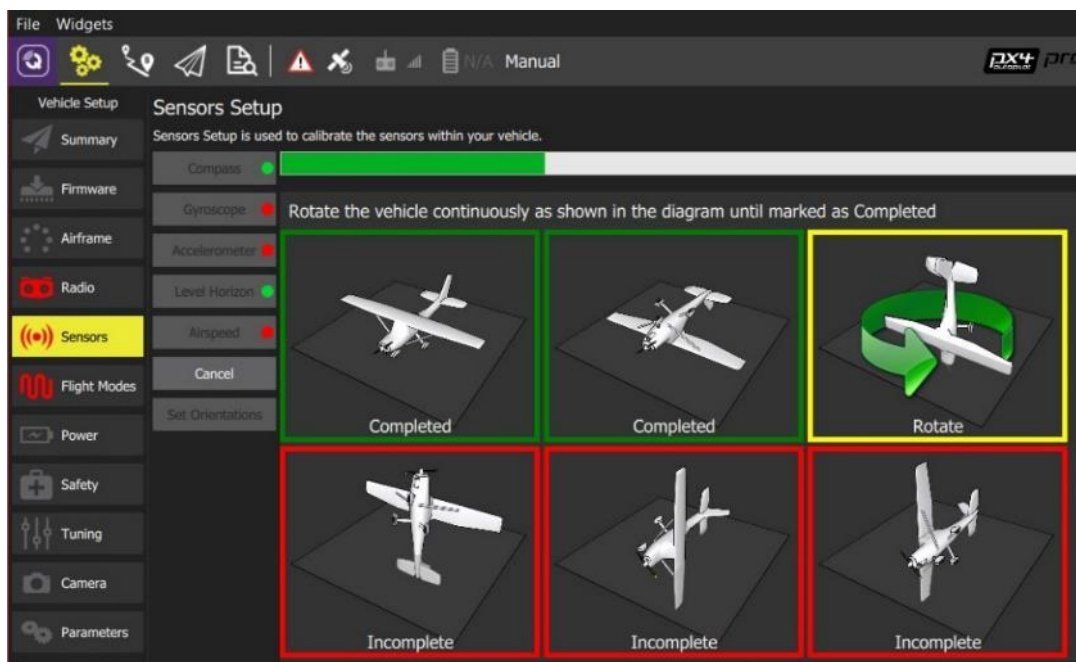 File Widgets
N/A Manual
PX4 pro
Vehicle Setup
Summary
Firmware
Airframe
Radio
Sensors
Flight Modes
Power
Safety
Tuning
Camera
Parameters
Sensors Setup
Sensors Setup is used to calibrate the sensors within your vehicle.
Compass
Gyroscope
Accelerometer
Level Horizon
Airspeed
Cancel
Set Orientations
Rotate the vehicle continuously as shown in the diagram until marked as Completed
Completed
Completed
Rotate
Incomplete
Incomplete
Incomplete